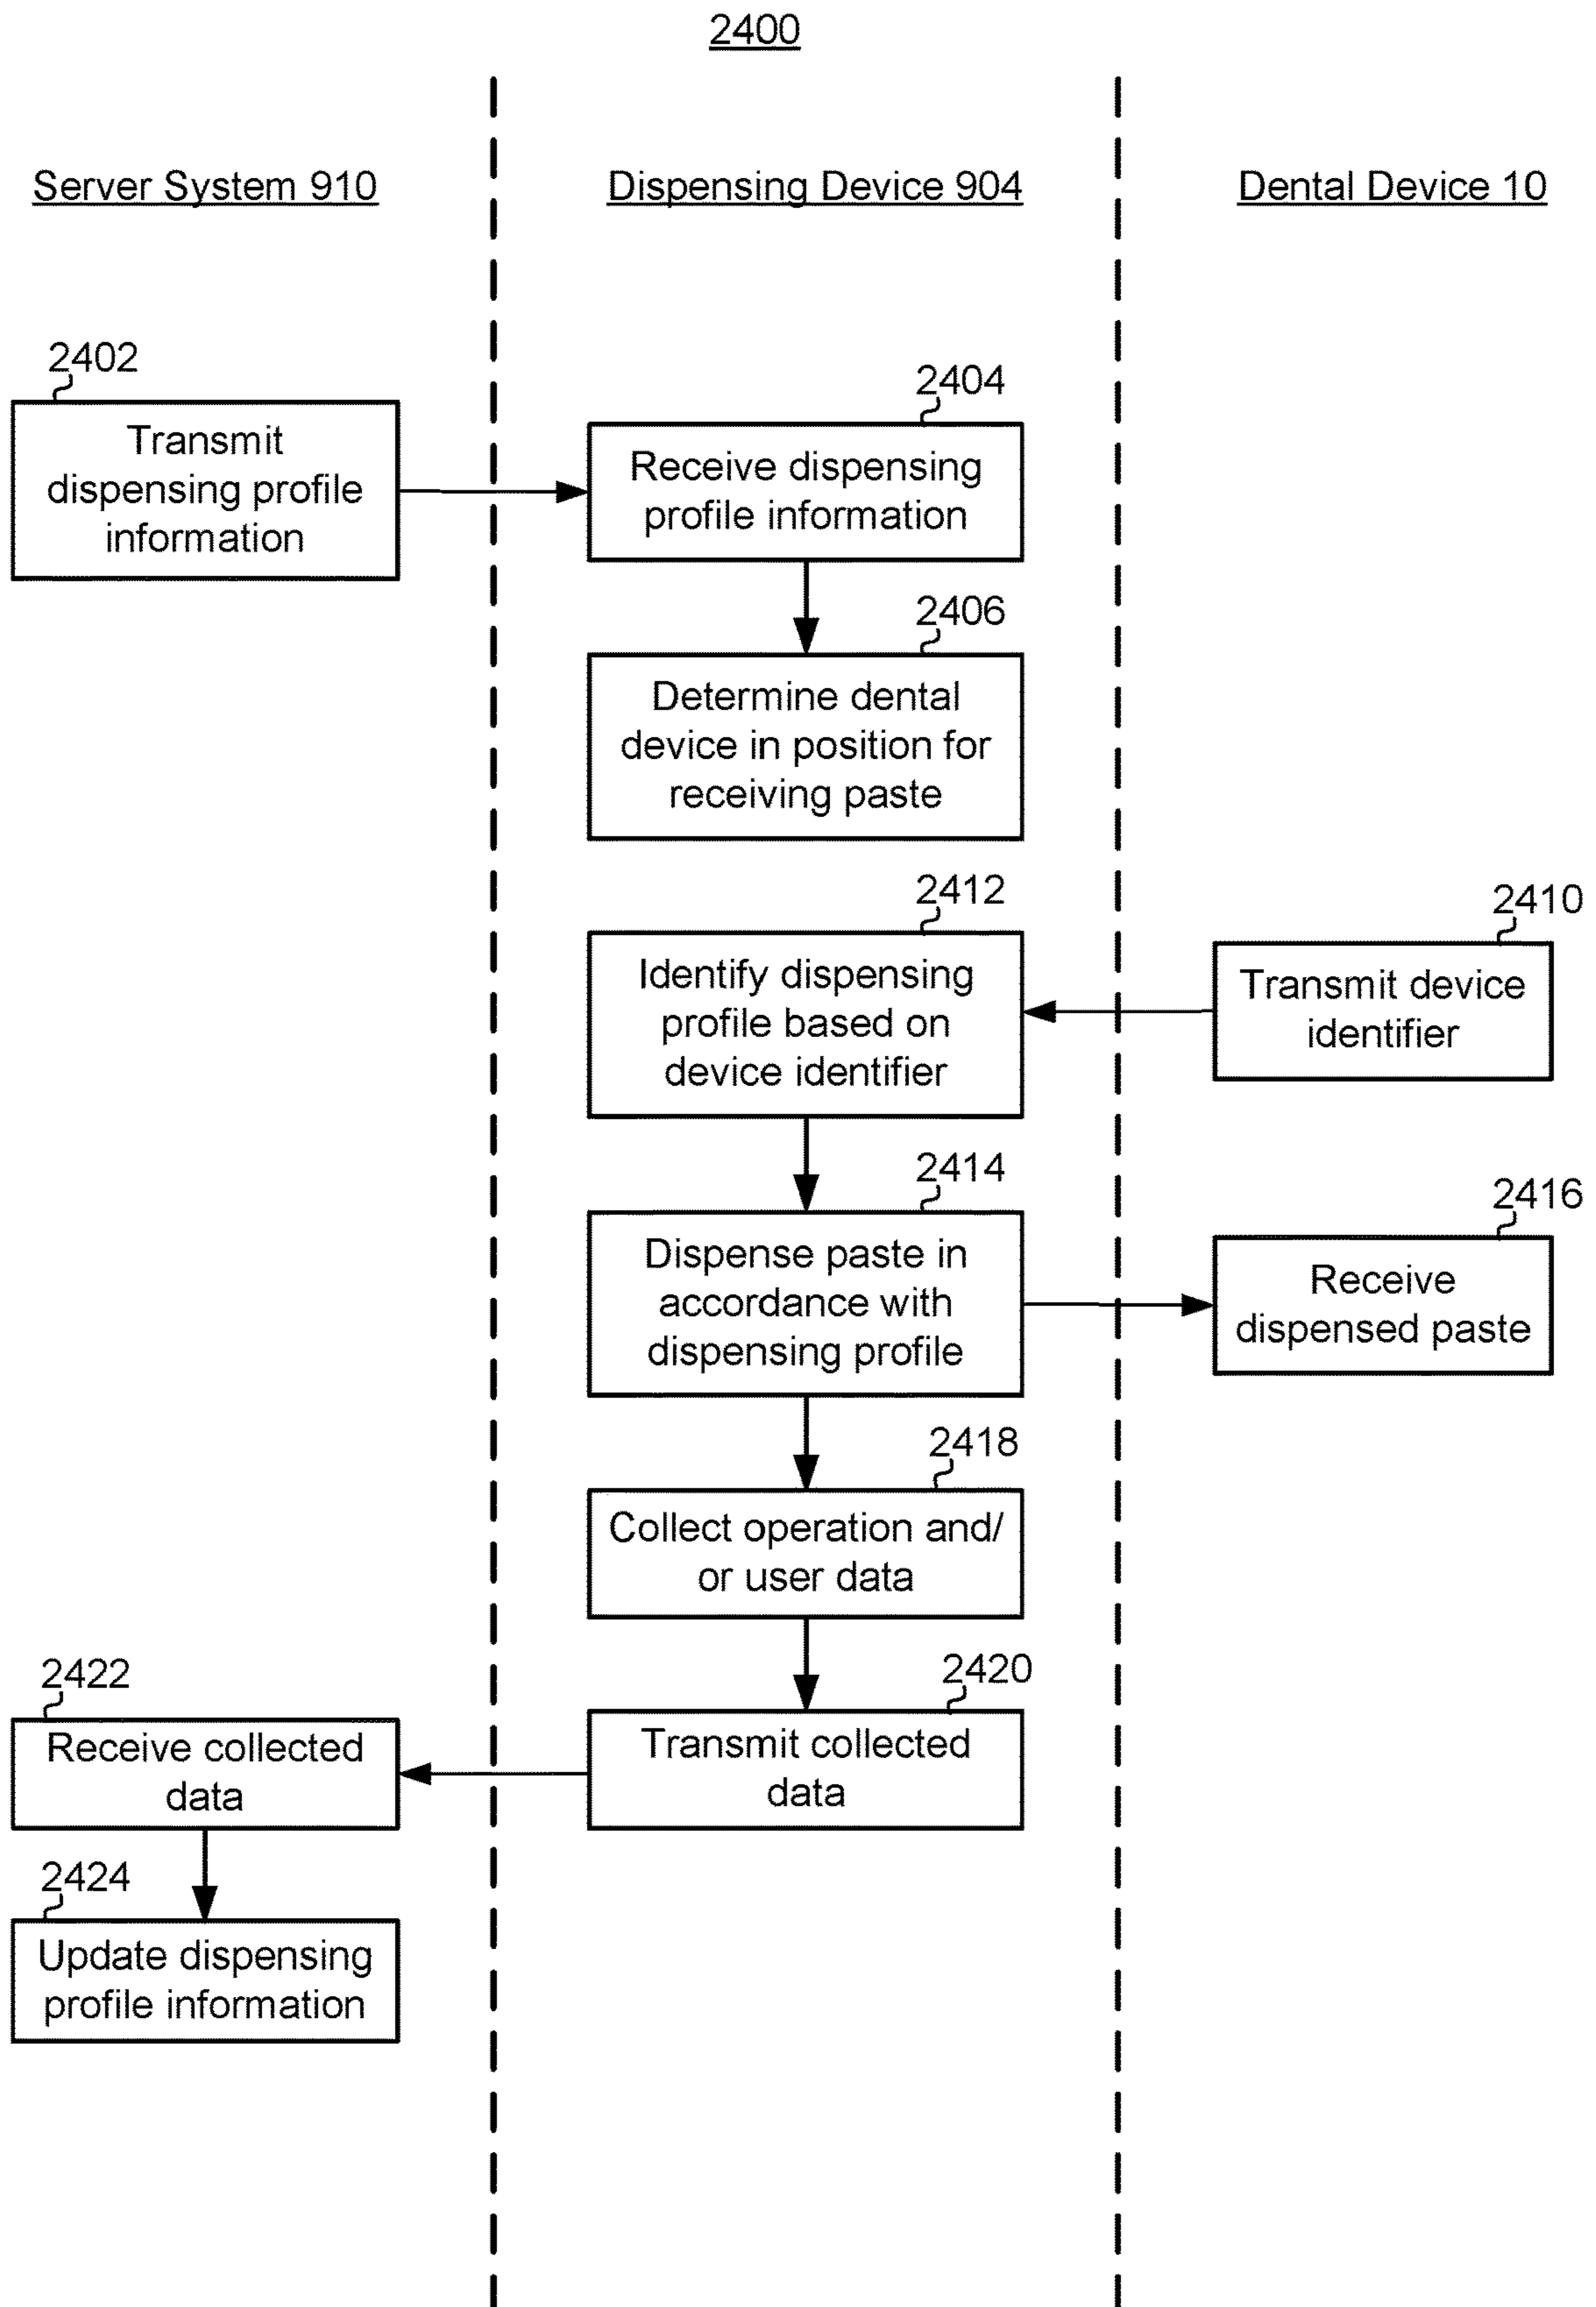 2400
Server System 910
Dispensing Device 904
Dental Device 10
2402
Transmit
dispensing profile
information
2404
Receive dispensing
profile information
2406
Determine dental
device in position for
receiving paste
2412
Identify dispensing
profile based on
device identifier
2410
Transmit device
identifier
2414
Dispense paste in
accordance with
dispensing profile
2416
Receive
dispensed paste
2418
Collect operation and/
or user data
2420
Transmit collected
data
2422
Receive collected
data
2424
Update dispensing
profile information